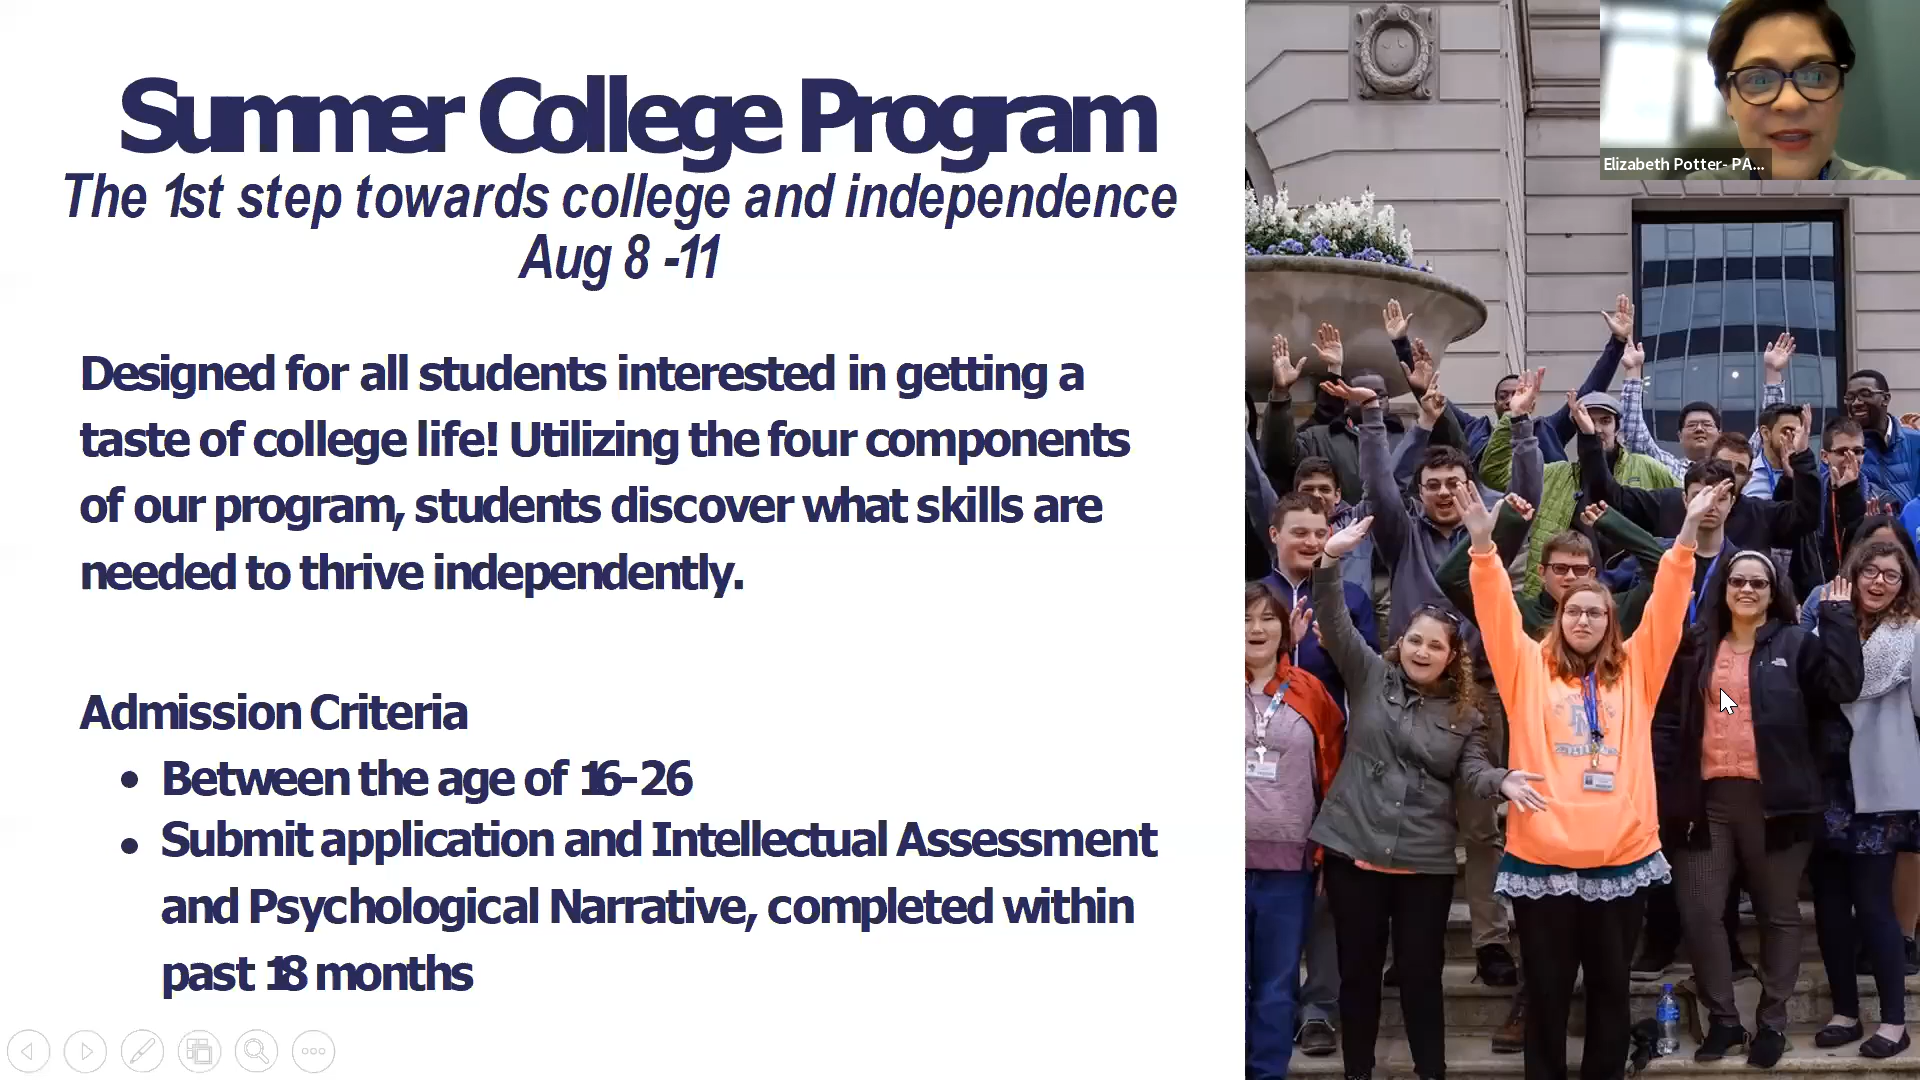 Summer College Program
The 1st step towards college and independence
Aug 8 -11
Designed for all students interested in getting a
taste of college life! Utilizing the four components
of our program, students discover what skills are
needed to thrive independently.
Admission Criteria
• Between the age of 16-26
• Submit application and Intellectual Assessment
and Psychological Narrative, completed within
past 18 months
Elizabeth Potter- PA...